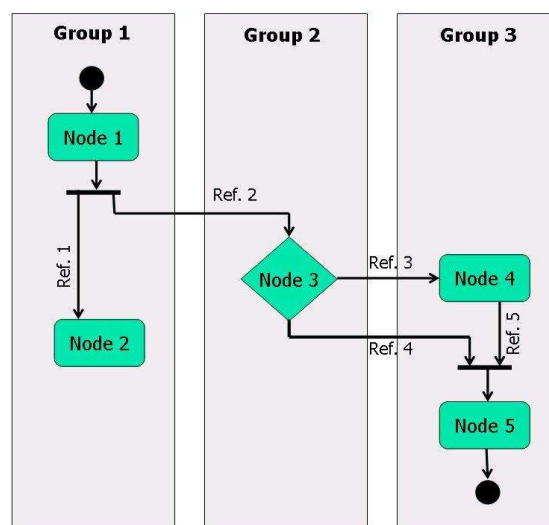 Group 1
Group 2
Group 3
Node 1
Ref. 2
Ref. 1
Node 3
Ref. 3
Node 4
Node 2
Ref. 4
Ref. 5
Node 5